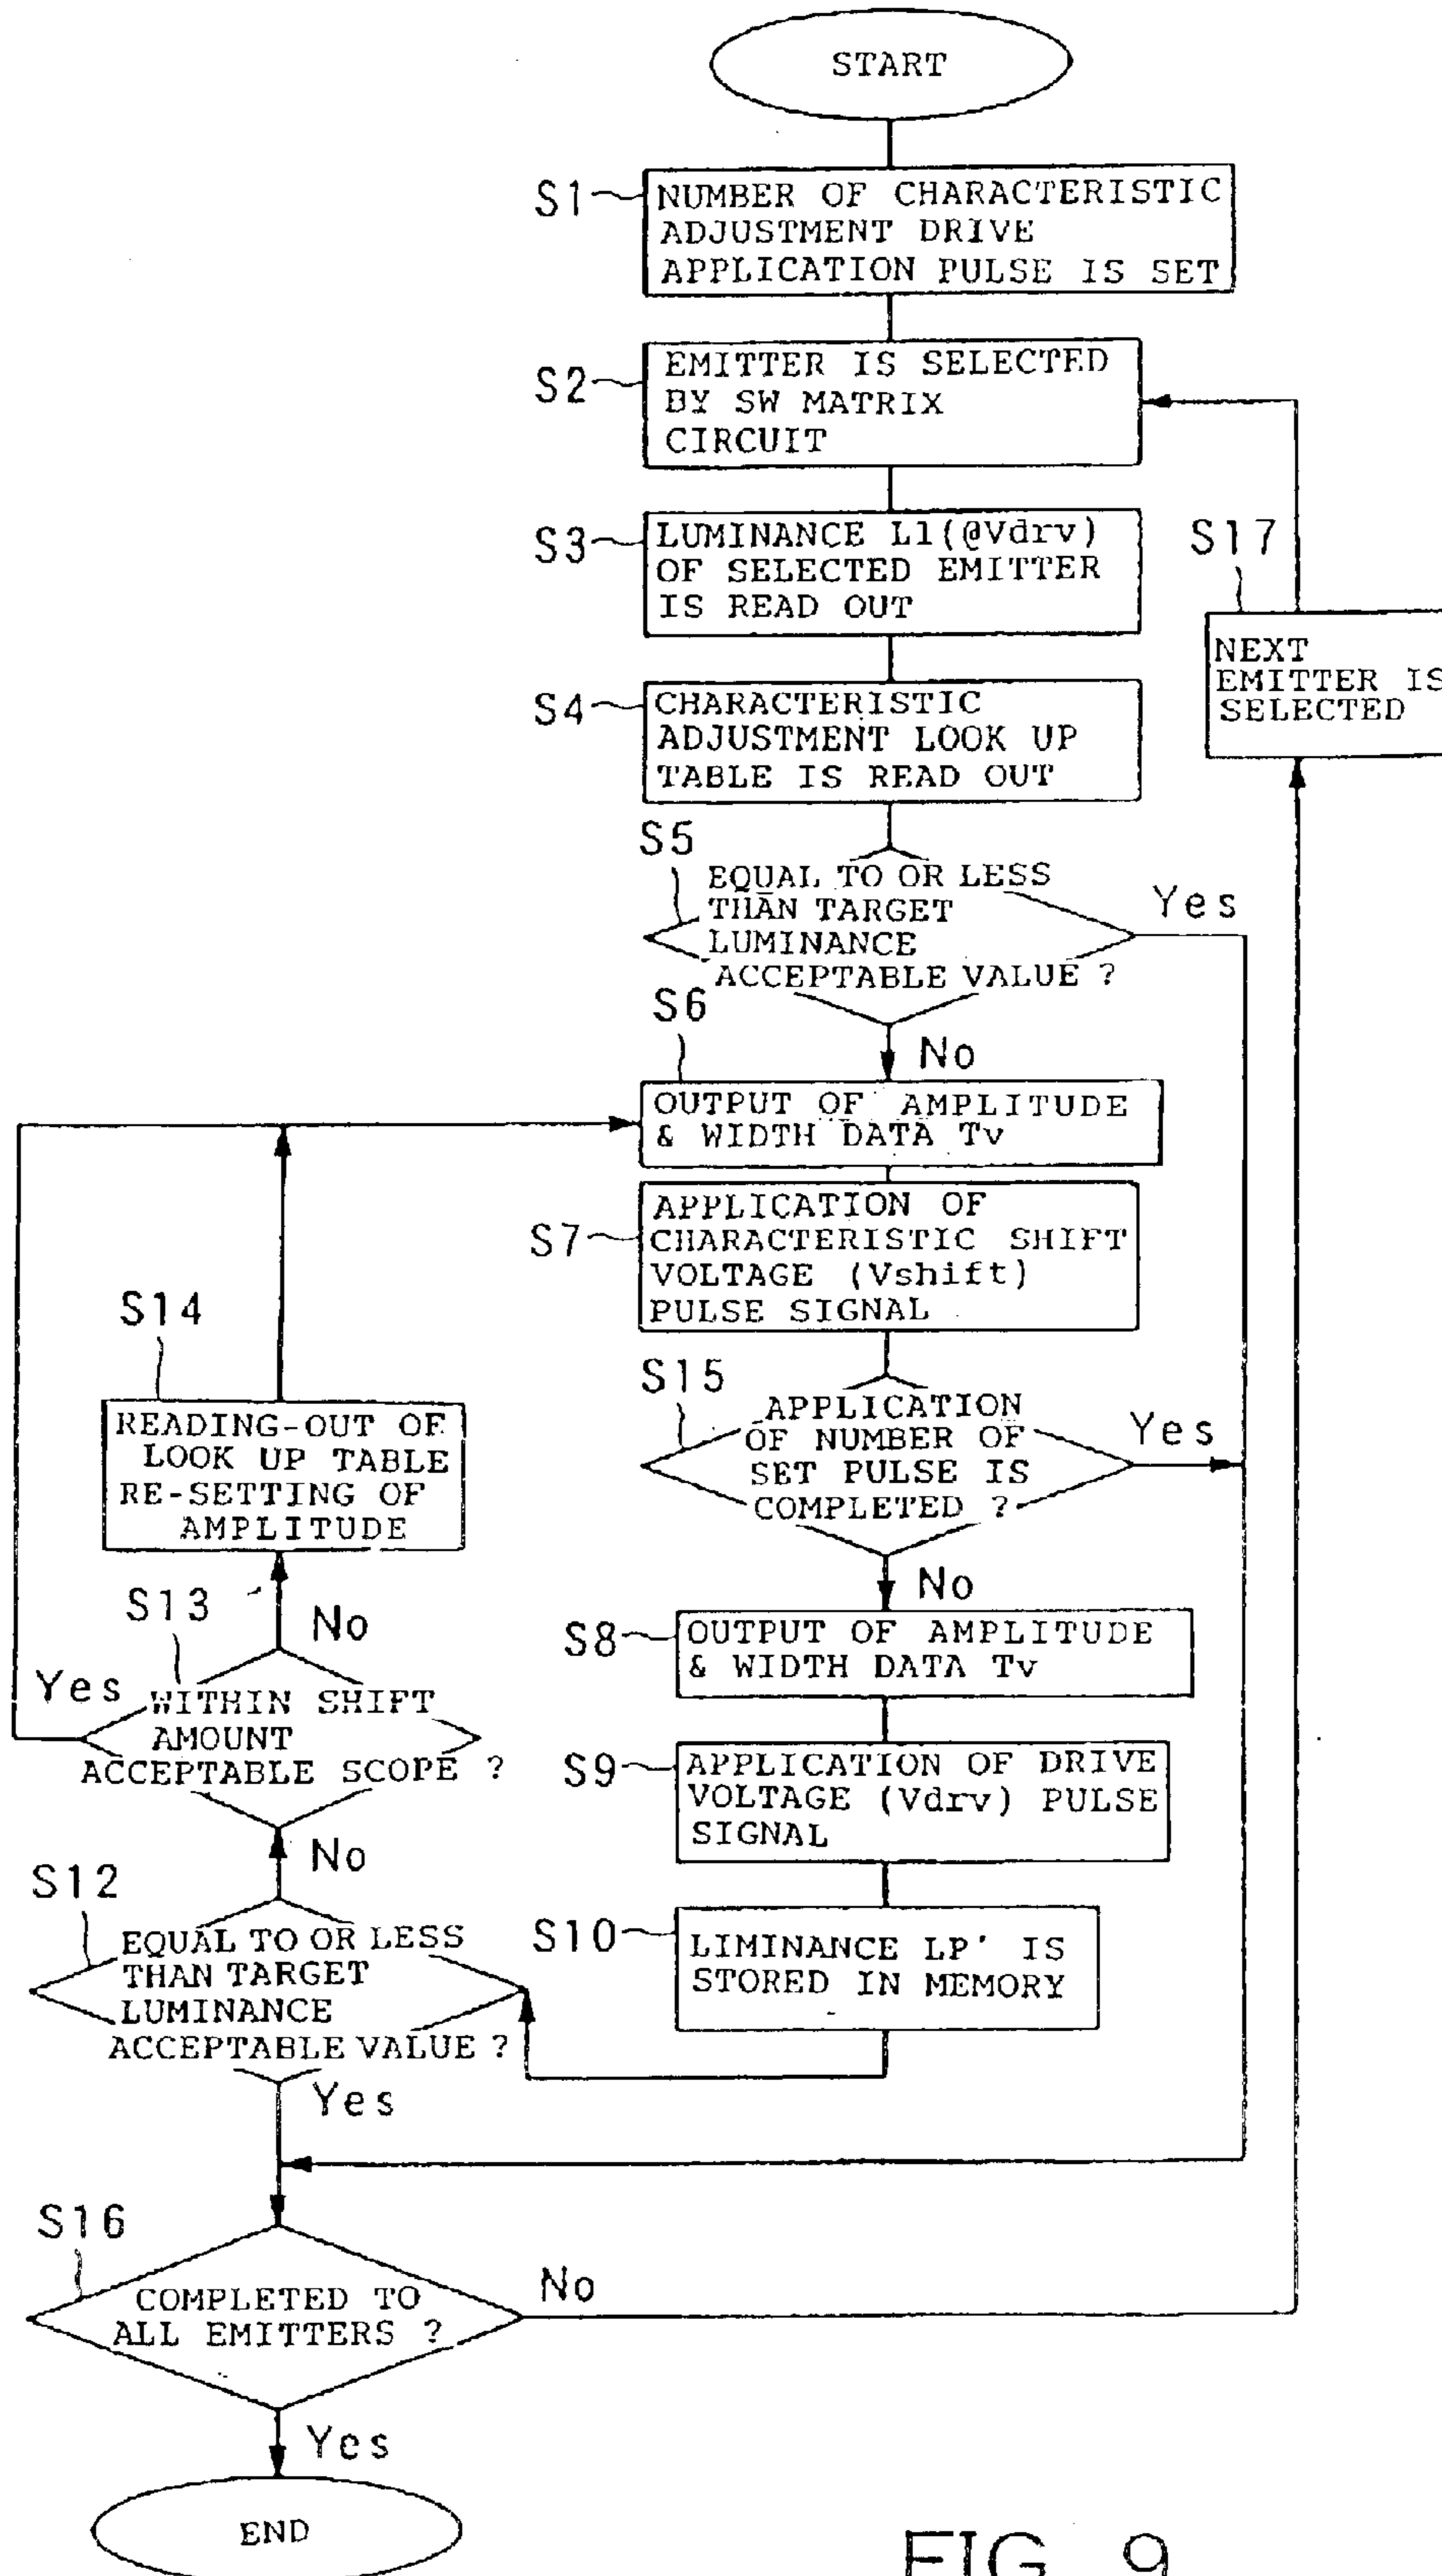 START
S1
NUMBER OF CHARACTERISTIC
ADJUSTMENT DRIVE
APPLICATION PULSE IS SET
S2
EMITTER IS SELECTED
BY SW MATRIX
CIRCUIT
S3
LUMINANCE L1(@Vdrv)
OF SELECTED EMITTER
IS READ OUT
S17
NEXT
EMITTER IS
SELECTED
S4
CHARACTERISTIC
ADJUSTMENT LOOK UP
TABLE IS READ OUT
S5
EQUAL TO OR LESS
THAN TARGET
LUMINANCE
ACCEPTABLE VALUE ?
Yes
No
S6
OUTPUT OF AMPLITUDE
& WIDTH DATA Tv
S7
APPLICATION OF
CHARACTERISTIC SHIFT
VOLTAGE (Vshift)
PULSE SIGNAL
S14
READING-OUT OF
LOOK UP TABLE
RE-SETTING OF
AMPLITUDE
S15
APPLICATION
OF NUMBER OF
SET PULSE IS
COMPLETED ?
Yes
No
S13
No
Yes
WITHIN SHIFT
AMOUNT
ACCEPTABLE SCOPE ?
S8
OUTPUT OF AMPLITUDE
& WIDTH DATA Tv
S9
APPLICATION OF DRIVE
VOLTAGE (Vdrv) PULSE
SIGNAL
No
S12
EQUAL TO OR LESS
THAN TARGET
LUMINANCE
ACCEPTABLE VALUE ?
Yes
S10
LIMINANCE LP' IS
STORED IN MEMORY
S16
COMPLETED TO
ALL EMITTERS ?
No
Yes
END
FIG. 9